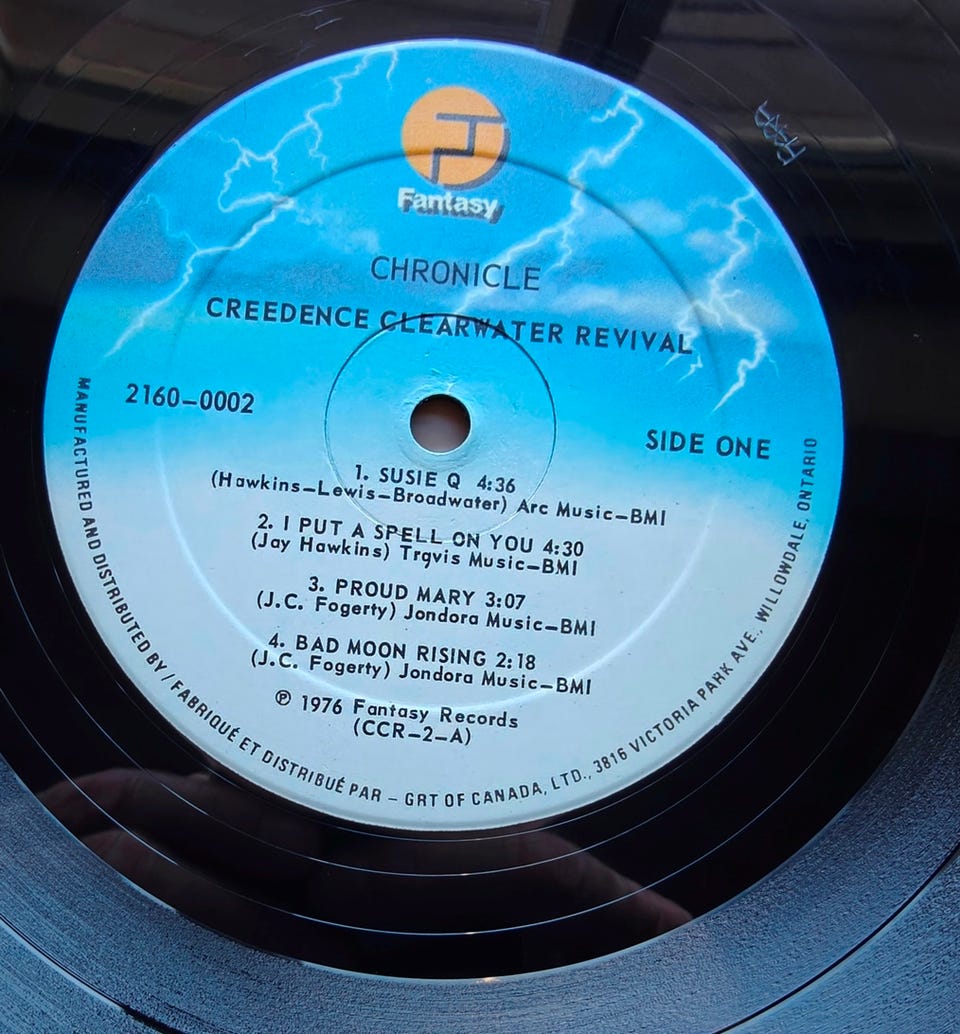 Fantasy
CHRONICLE
CREEDENCE CLEARWATER REVIVAL
2160-0002
SIDE ONE
1. SUSIE Q 4:36
(Hawkins-Lewis-Broadwater) Arc Music-BMI
2. I PUT A SPELL ON YOU 4:30
(Jay Hawkins) Travis Music-BMI
3. PROUD MARY 3:07
(J.C. Fogerty) Jondora Music-BMI
4. BAD MOON RISING 2:18
(J.C. Fogerty) Jondora Music-BMI
℗ 1976 Fantasy Records
(CCR-2-A)
MANUFACTURED AND DISTRIBUTED BY / FABRIQUÉ ET DISTRIBUÉ PAR - GRT OF CANADA, LTD., 3816 VICTORIA PARK AVE., WILLOWDALE, ONTARIO